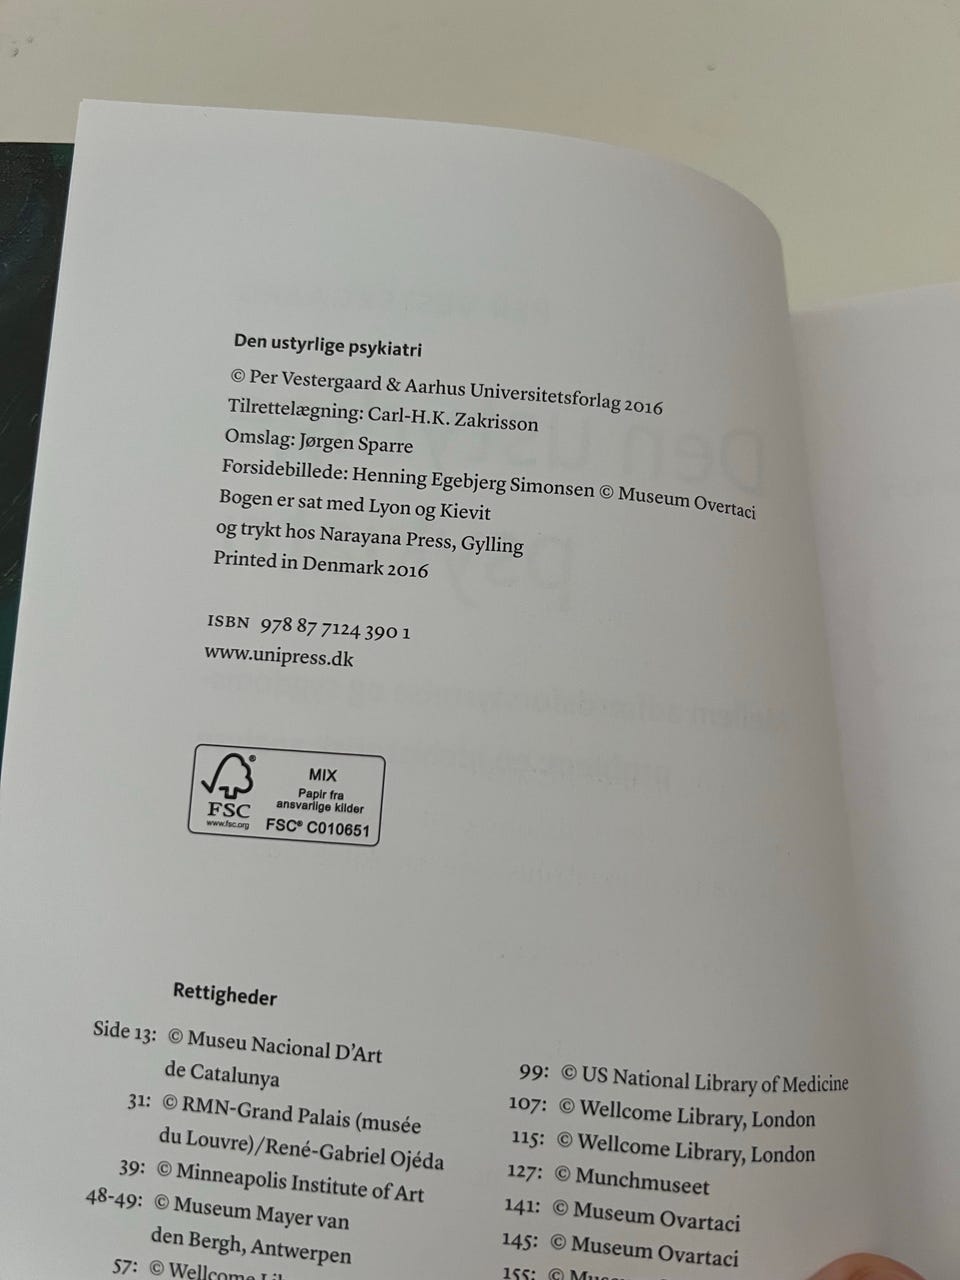 Den ustyrlige psykiatri
© Per Vestergaard & Aarhus Universitetsforlag 2016
Tilrettelægning: Carl-H.K. Zakrisson
Omslag: Jørgen Sparre
Forsidebillede: Henning Egebjerg Simonsen © Museum Ovartaci
Bogen er sat med Lyon og Kievit
og trykt hos Narayana Press, Gylling
Printed in Denmark 2016
ISBN 978 87 7124 390 1
www.unipress.dk
®
FSC
www.fsc.org
MIX
Papir fra
ansvarlige kilder
FSC® C010651
Rettigheder
Side 13: © Museu Nacional D'Art
de Catalunya
31: © RMN-Grand Palais (musée
du Louvre)/René-Gabriel Ojéda
39: © Minneapolis Institute of Art
48-49: © Museum Mayer van
den Bergh, Antwerpen
57: © Wellcome
99: © US National Library of Medicine
107: © Wellcome Library, London
115: © Wellcome Library, London
127: © Munchmuseet
141: © Museum Ovartaci
145: © Museum Ovartaci
155: ©